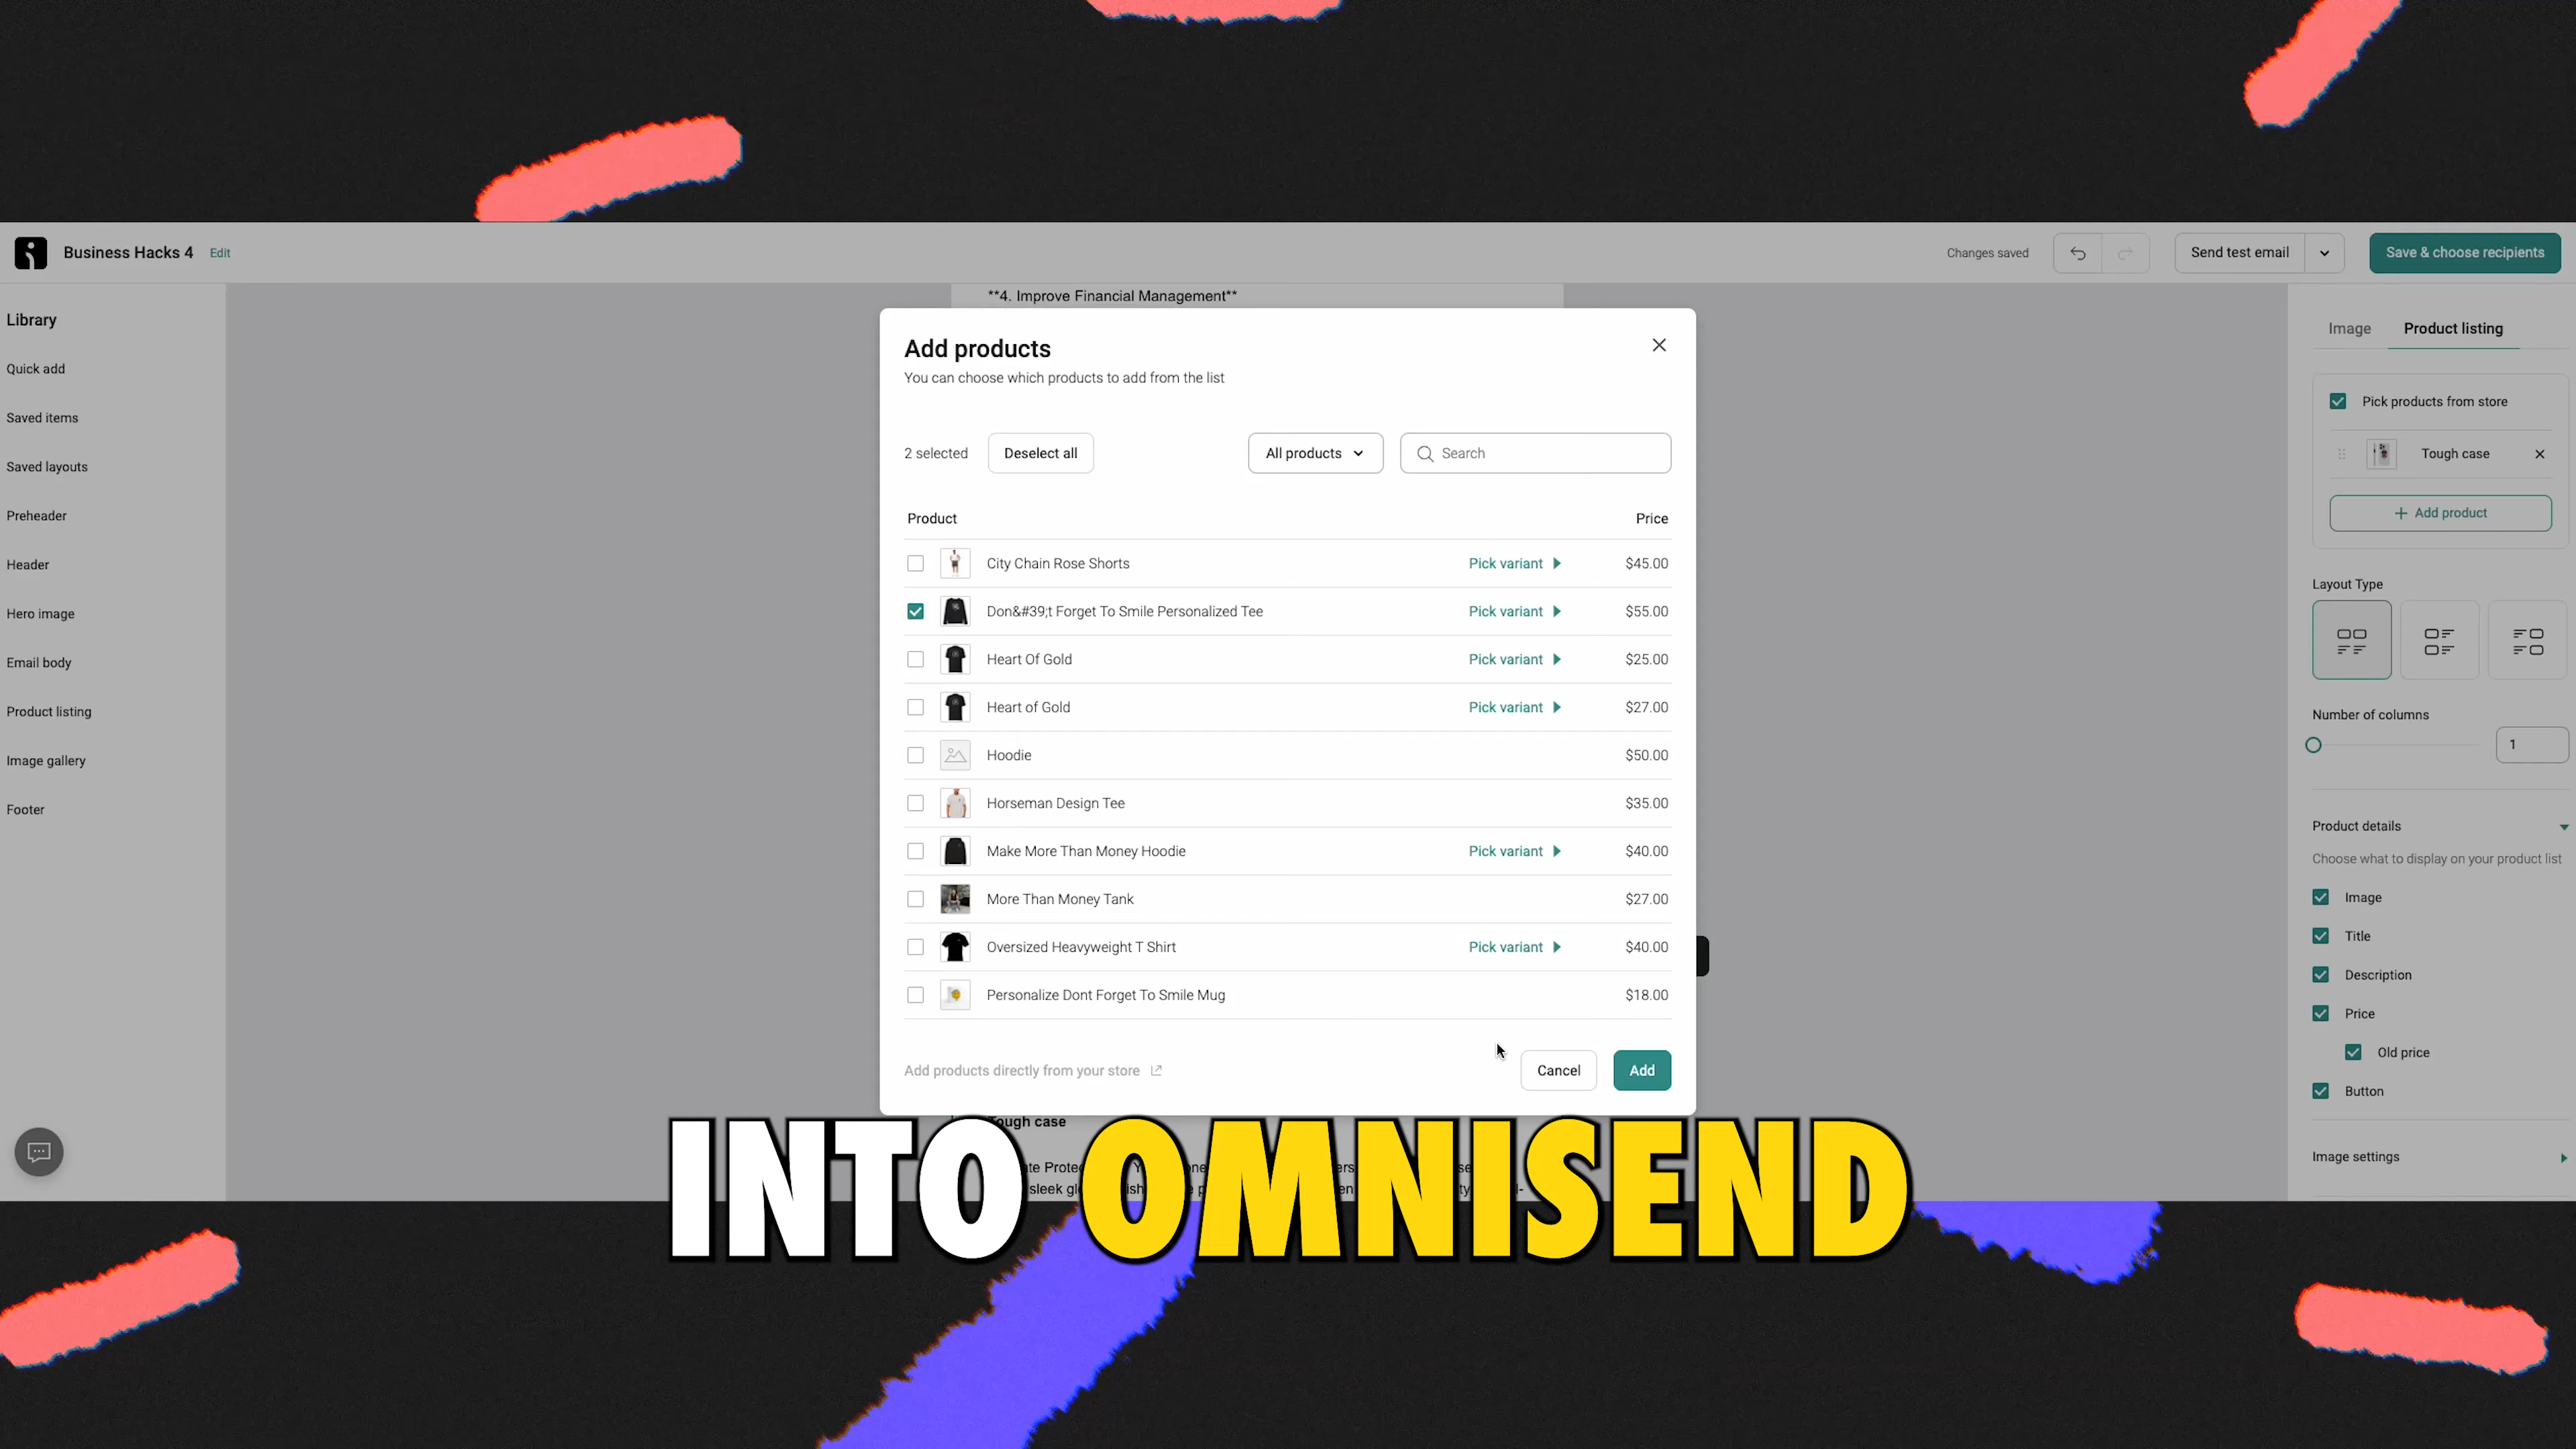 Business Hacks 4 Edit
Changes saved
Send test email
Save & choose recipients
Library
Quick add
Saved items
Saved layouts
Preheader
Header
Hero image
Email body
Product listing
Image gallery
Footer
**4. Improve Financial Management**
Add products
You can choose which products to add from the list
2 selected Deselect all All products Search
Product Price
City Chain Rose Shorts Pick variant $45.00
Don&#39;t Forget To Smile Personalized Tee Pick variant $55.00
Heart Of Gold Pick variant $25.00
Heart of Gold Pick variant $27.00
Hoodie $50.00
Horseman Design Tee $35.00
Make More Than Money Hoodie Pick variant $40.00
More Than Money Tank $27.00
Oversized Heavyweight T Shirt Pick variant $40.00
Personalize Dont Forget To Smile Mug $18.00
Add products directly from your store
Cancel Add
Image Product listing
Pick products from store
Tough case
+ Add product
Layout Type
Number of columns
1
Product details
Choose what to display on your product list
Image
Title
Description
Price
Old price
Button
Image settings
case
sleek
INTO OMNISEND